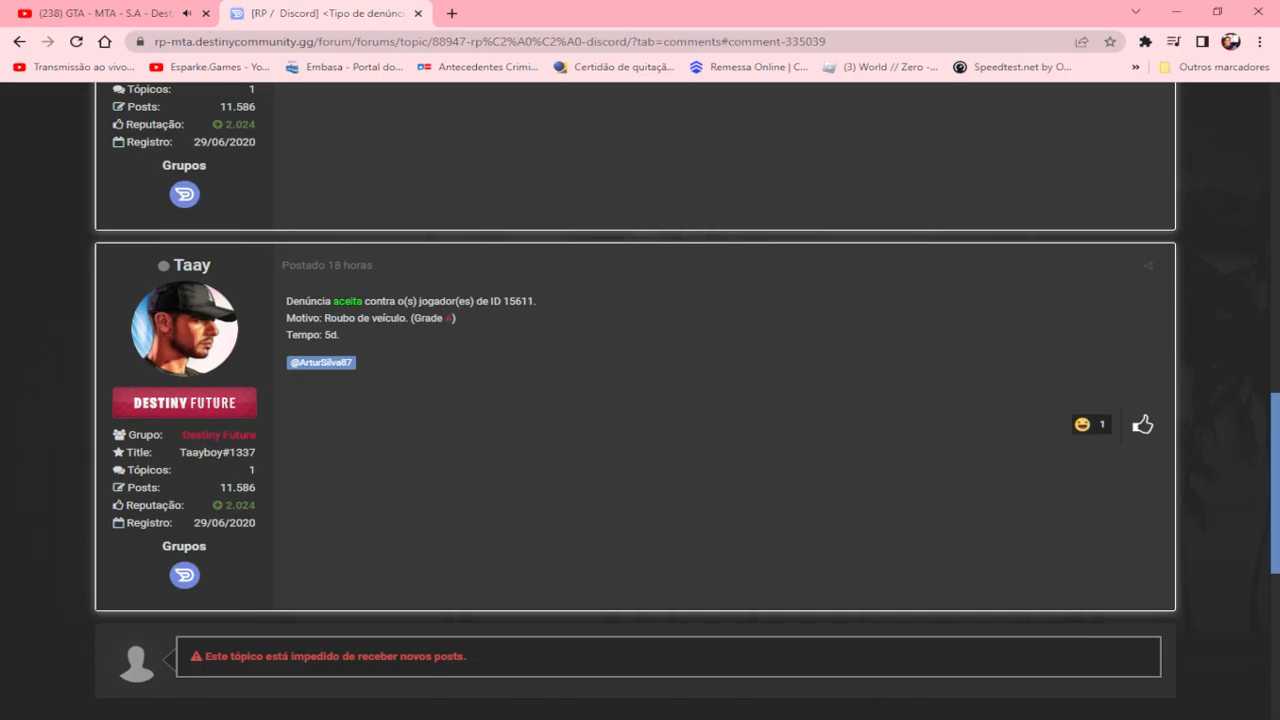 (238) GTA - MTA - S.A - Dest
[RP /  Discord] <Tipo de denúnci
rp-mta.destinycommunity.gg/forum/forums/topic/88947-rp%C2%A0%C2%A0-discord/?tab=comments#comment-335039
Transmissão ao vivo...
Esparke.Games - Yo...
Embasa - Portal do...
Antecedentes Crimi...
Certidão de quitaçã...
Remessa Online | C...
(3) World // Zero -...
Speedtest.net by O...
»
Outros marcadores
Tópicos: 1
Posts: 11.586
Reputação: 2.024
Registro: 29/06/2020
Grupos
Taay
Postado 18 horas
Denúncia aceita contra o(s) jogador(es) de ID 15611.
Motivo: Roubo de veículo. (Grade A)
Tempo: 5d.
@ArturSilva87
1
DESTINY FUTURE
Grupo: Destiny Future
Title: Taayboy#1337
Tópicos: 1
Posts: 11.586
Reputação: 2.024
Registro: 29/06/2020
Grupos
Este tópico está impedido de receber novos posts.